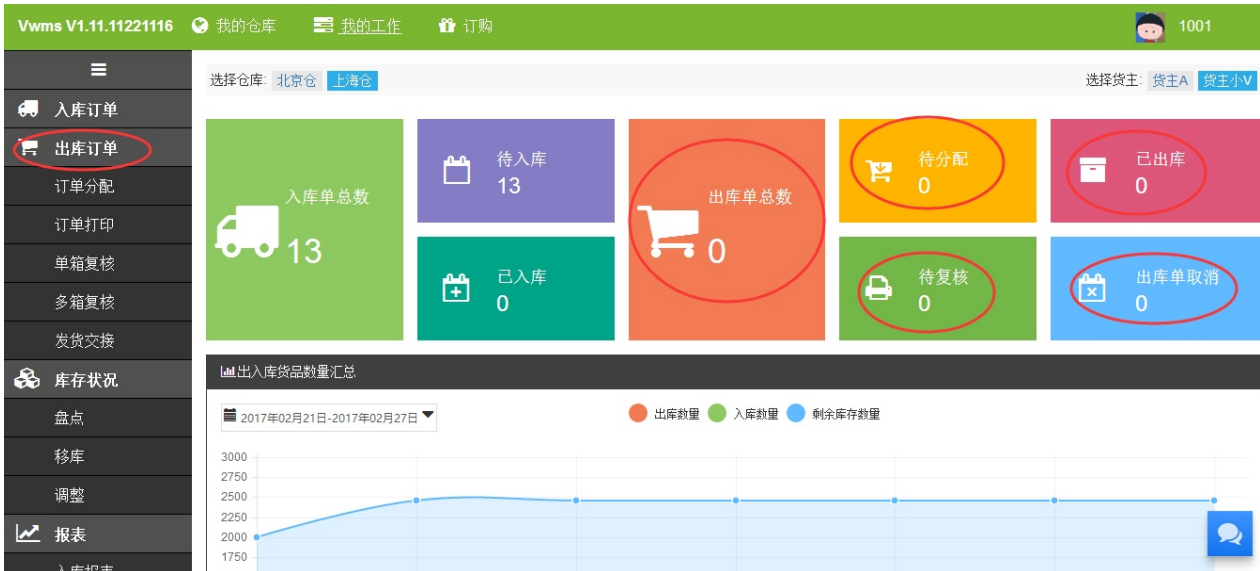 Vwms V1.11.11221116 我的仓库 我的工作 订购 1001
选择仓库: 北京仓 上海仓 选择货主: 货主A 货主小V
入库订单
出库订单
订单分配
订单打印
单箱复核
多箱复核
发货交接
库存状况
盘点
移库
调整
报表
入库报表
入库单总数
13
待入库
13
已入库
0
出库单总数
0
待分配
0
待复核
0
已出库
0
出库单取消
0
出入库货品数量汇总
2017年02月21日-2017年02月27日 出库数量 入库数量 剩余库存数量
3000
2750
2500
2250
2000
1750